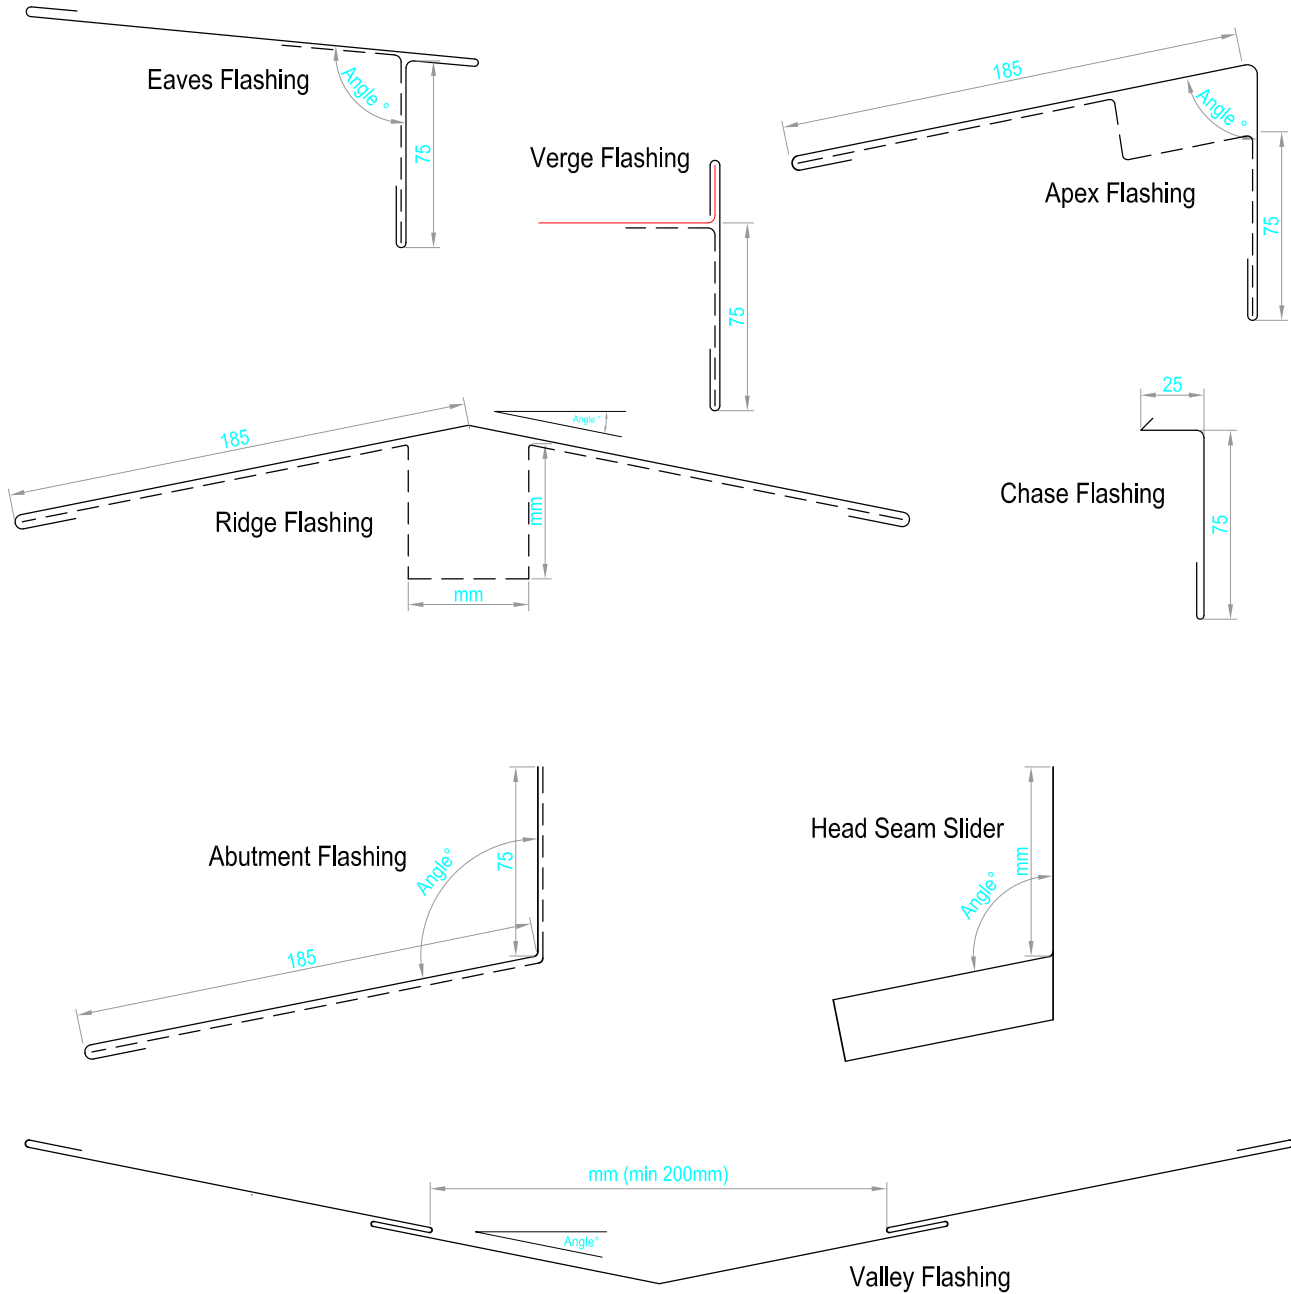 Eaves Flashing
Angle °
75
Verge Flashing
75
185
Angle °
Apex Flashing
75
185
Angle °
Ridge Flashing
mm
mm
25
Chase Flashing
75
Abutment Flashing
Angle°
75
185
Head Seam Slider
Angle°
mm
mm (min 200mm)
Angle°
Valley Flashing